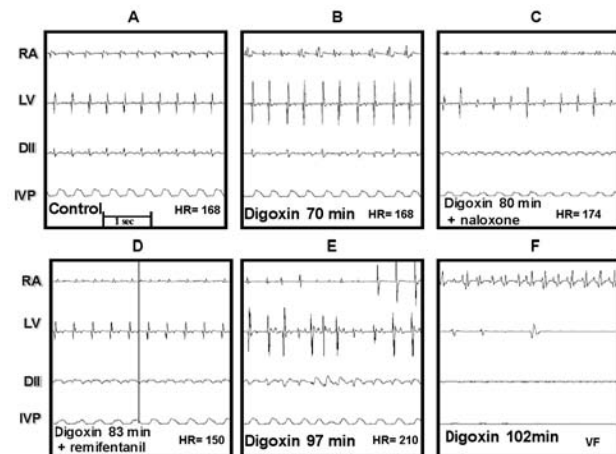 A B C
RA
LV
DII
IVP
Control
1 sec
HR= 168
Digoxin 70 min
HR= 168
Digoxin 80 min
+ naloxone
HR= 174
D E F
RA
LV
DII
IVP
Digoxin 83 min
+ remifentanil
HR= 150
Digoxin 97 min
HR= 210
Digoxin 102min
VF